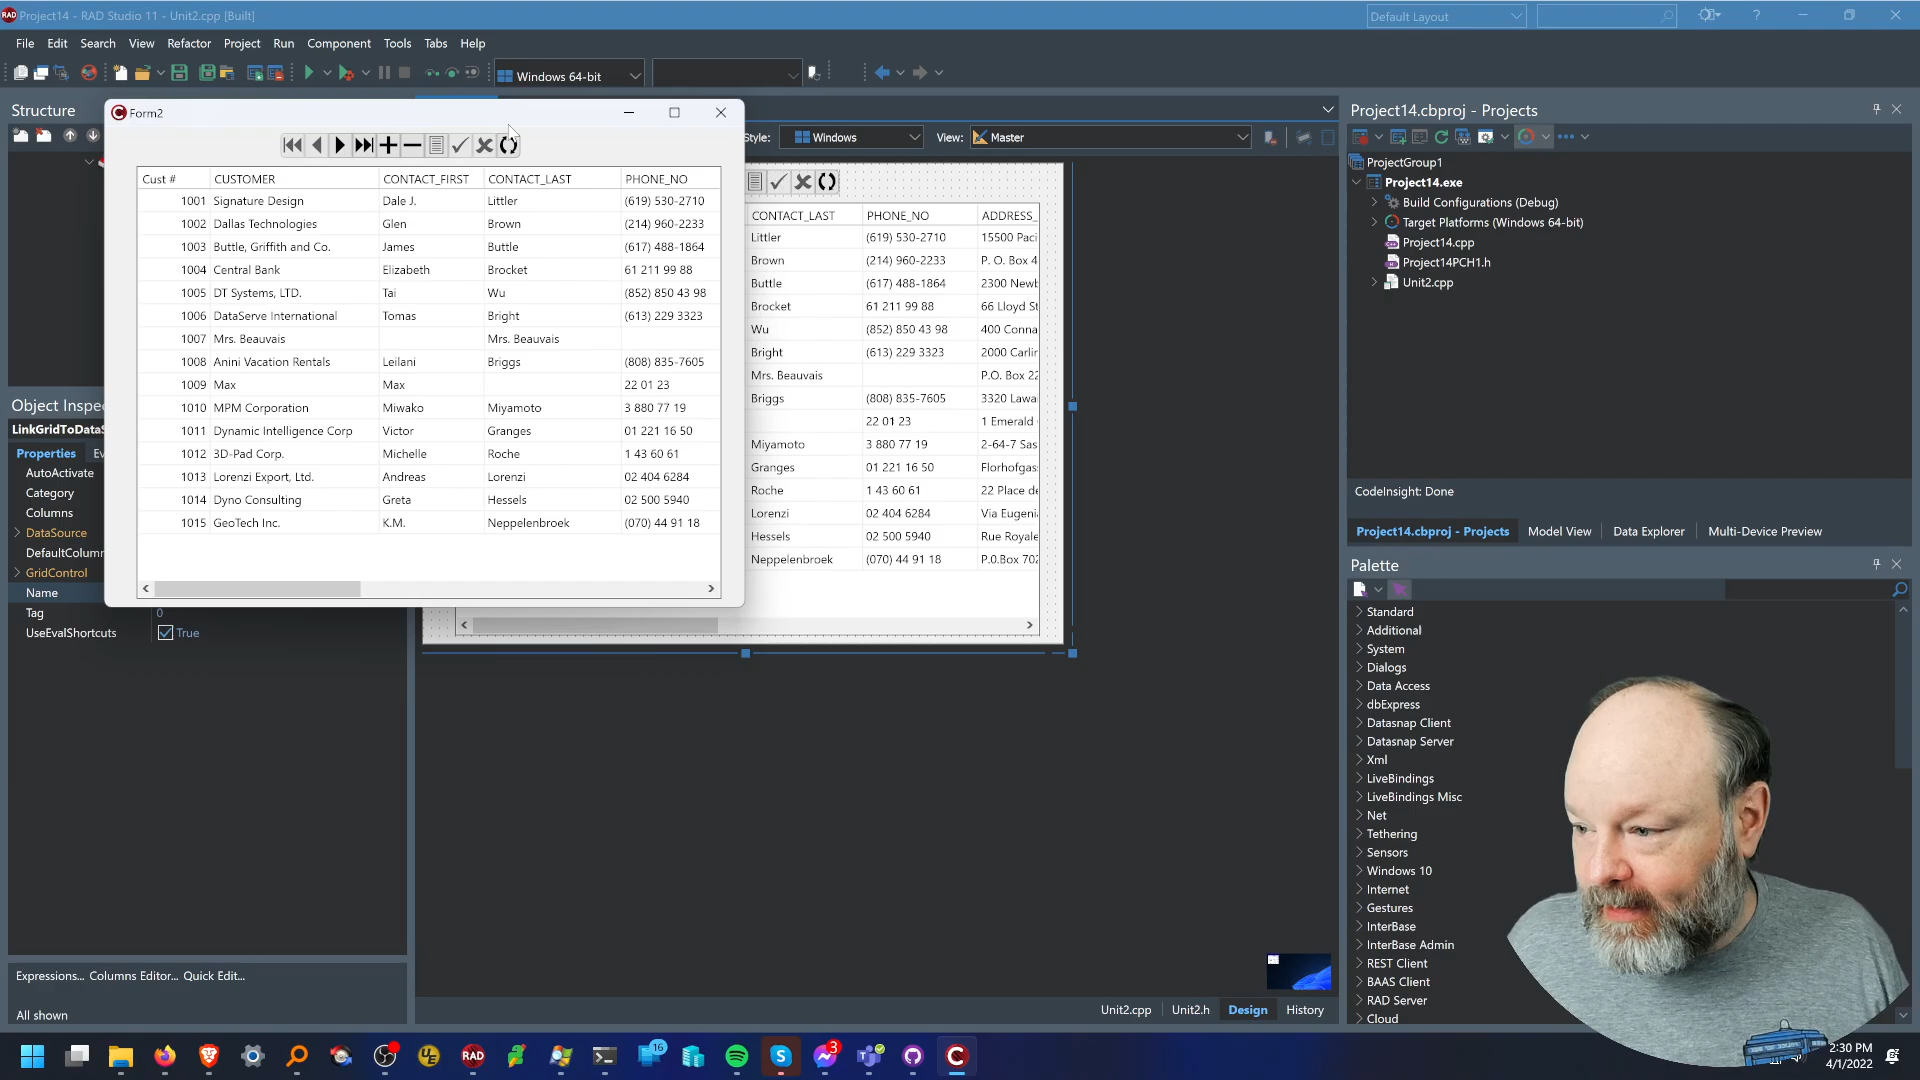 Project14 - RAD Studio 11 - Unit2.cpp [Built]
Default Layout
File Edit Search View Refactor Project Run Component Tools Tabs Help
Windows 64-bit
Structure
Form2
Style: Windows View: Master
Project14.cbproj - Projects
ProjectGroup1
Project14.exe
Build Configurations (Debug)
Target Platforms (Windows 64-bit)
Project14.cpp
Project14PCH1.h
Unit2.cpp
CodeInsight: Done
Project14.cbproj - Projects Model View Data Explorer Multi-Device Preview
Cust # CUSTOMER CONTACT_FIRST CONTACT_LAST PHONE_NO
1001 Signature Design Dale J. Littler (619) 530-2710
1002 Dallas Technologies Glen Brown (214) 960-2233
1003 Buttle, Griffith and Co. James Buttle (617) 488-1864
1004 Central Bank Elizabeth Brocket 61 211 99 88
1005 DT Systems, LTD. Tai Wu (852) 850 43 98
1006 DataServe International Tomas Bright (613) 229 3323
1007 Mrs. Beauvais Mrs. Beauvais
1008 Anini Vacation Rentals Leilani Briggs (808) 835-7605
1009 Max Max 22 01 23
1010 MPM Corporation Miwako Miyamoto 3 880 77 19
1011 Dynamic Intelligence Corp Victor Granges 01 221 16 50
1012 3D-Pad Corp. Michelle Roche 1 43 60 61
1013 Lorenzi Export, Ltd. Andreas Lorenzi 02 404 6284
1014 Dyno Consulting Greta Hessels 02 500 5940
1015 GeoTech Inc. K.M. Neppelenbroek (070) 44 91 18
CONTACT_LAST PHONE_NO ADDRESS_
Littler (619) 530-2710 15500 Paci
Brown (214) 960-2233 P. O. Box 4
Buttle (617) 488-1864 2300 Newb
Brocket 61 211 99 88 66 Lloyd St
Wu (852) 850 43 98 400 Conna
Bright (613) 229 3323 2000 Carlin
Mrs. Beauvais P.O. Box 22
Briggs (808) 835-7605 3320 Lawa
22 01 23 1 Emerald
Miyamoto 3 880 77 19 2-64-7 Sas
Granges 01 221 16 50 Florhofgas
Roche 1 43 60 61 22 Place de
Lorenzi 02 404 6284 Via Eugeni
Hessels 02 500 5940 Rue Royale
Neppelenbroek (070) 44 91 18 P.0.Box 702
Object Inspe
LinkGridToDataS
Properties Ev
AutoActivate
Category
Columns
DataSource
DefaultColumn
GridControl
Name
Tag 0
UseEvalShortcuts True
Expressions... Columns Editor... Quick Edit...
All shown
Unit2.cpp Unit2.h Design History
Palette
Standard
Additional
System
Dialogs
Data Access
dbExpress
Datasnap Client
Datasnap Server
Xml
LiveBindings
LiveBindings Misc
Net
Tethering
Sensors
Windows 10
Internet
Gestures
InterBase
InterBase Admin
REST Client
BAAS Client
RAD Server
Cloud
RAD
UE
16
3
2:30 PM
4/1/2022